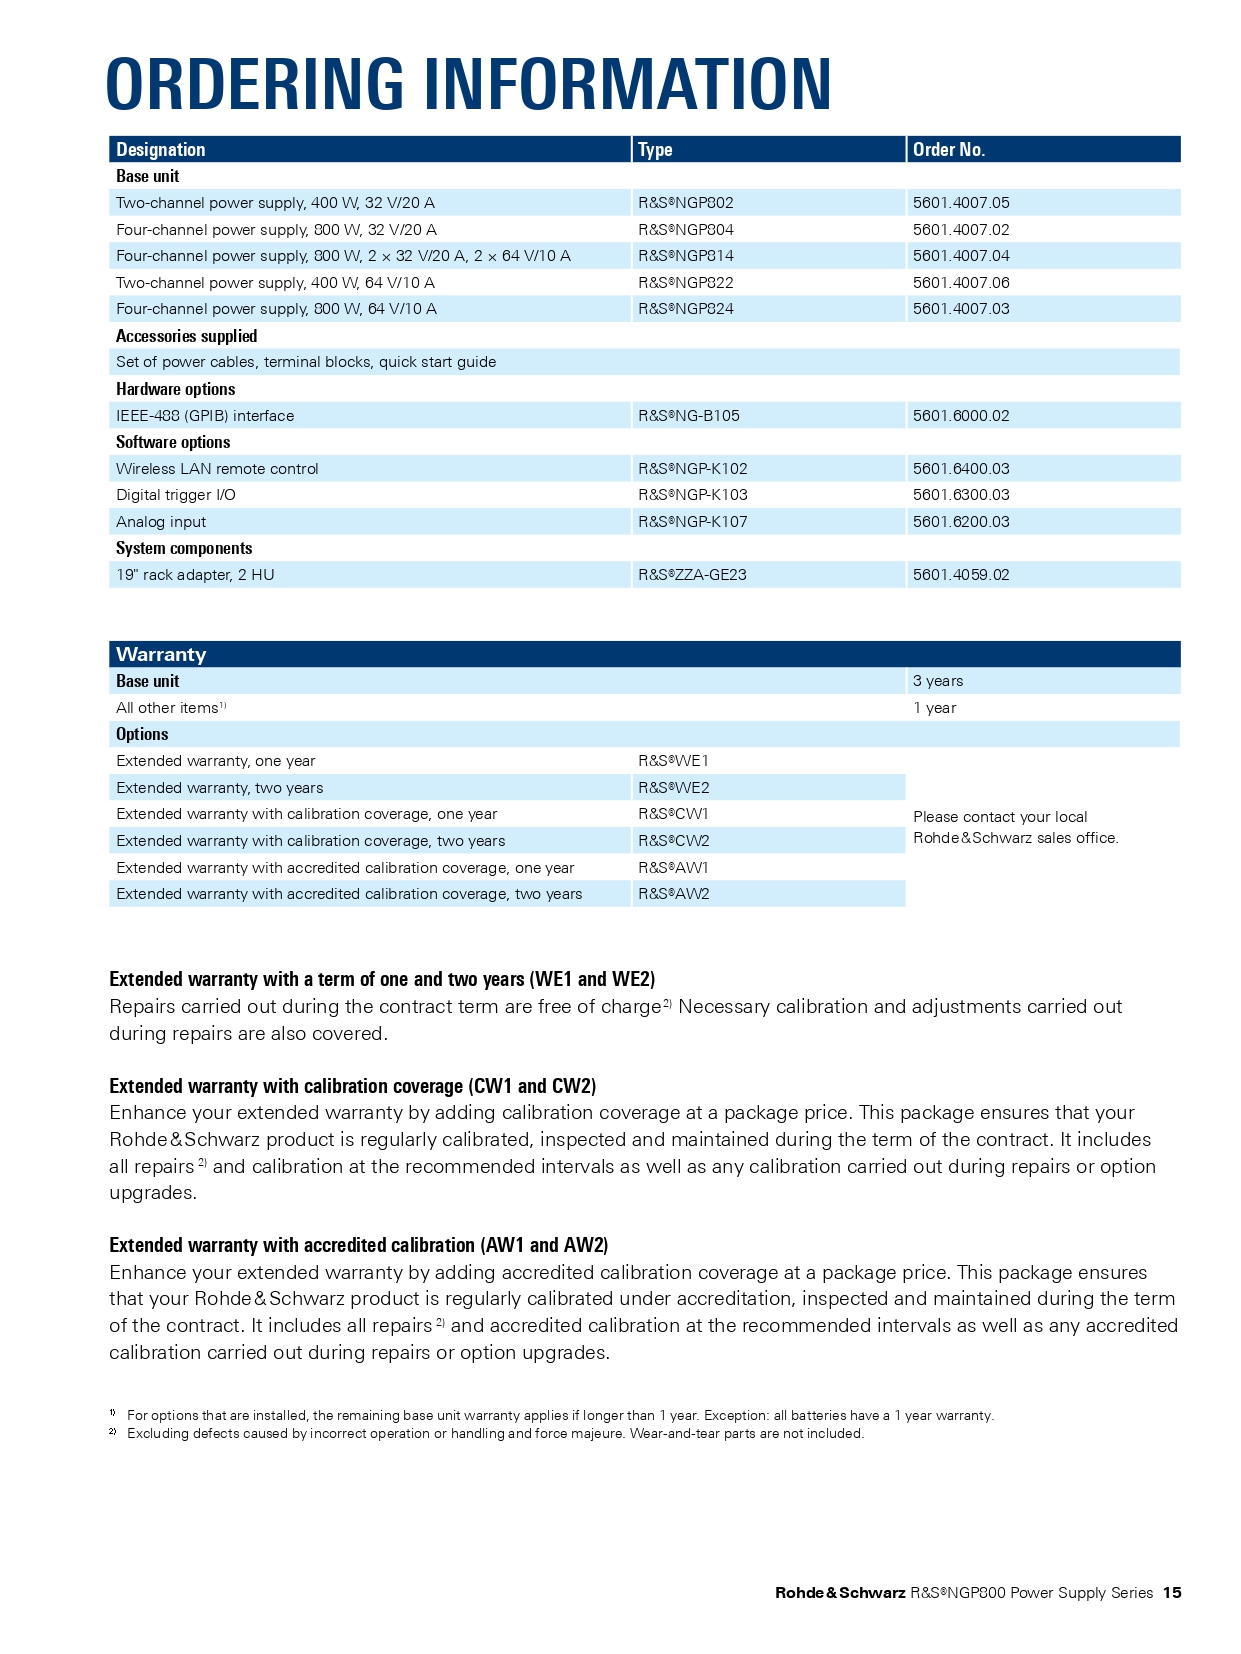 ORDERING INFORMATION
Designation Type Order No.
Base unit
Two-channel power supply, 400 W, 32 V/20 A R&S®NGP802 5601.4007.05
Four-channel power supply, 800 W, 32 V/20 A R&S®NGP804 5601.4007.02
Four-channel power supply, 800 W, 2 × 32 V/20 A, 2 × 64 V/10 A R&S®NGP814 5601.4007.04
Two-channel power supply, 400 W, 64 V/10 A R&S®NGP822 5601.4007.06
Four-channel power supply, 800 W, 64 V/10 A R&S®NGP824 5601.4007.03
Accessories supplied
Set of power cables, terminal blocks, quick start guide
Hardware options
IEEE-488 (GPIB) interface R&S®NG-B105 5601.6000.02
Software options
Wireless LAN remote control R&S®NGP-K102 5601.6400.03
Digital trigger I/O R&S®NGP-K103 5601.6300.03
Analog input R&S®NGP-K107 5601.6200.03
System components
19" rack adapter, 2 HU R&S®ZZA-GE23 5601.4059.02
Warranty
Base unit 3 years
All other items 1) 1 year
Options
Extended warranty, one year R&S®WE1
Extended warranty, two years R&S®WE2
Extended warranty with calibration coverage, one year R&S®CW1
Extended warranty with calibration coverage, two years R&S®CW2
Extended warranty with accredited calibration coverage, one year R&S®AW1
Extended warranty with accredited calibration coverage, two years R&S®AW2
Please contact your local
Rohde & Schwarz sales office.
Extended warranty with a term of one and two years (WE1 and WE2)
Repairs carried out during the contract term are free of charge 2) Necessary calibration and adjustments carried out
during repairs are also covered.
Extended warranty with calibration coverage (CW1 and CW2)
Enhance your extended warranty by adding calibration coverage at a package price. This package ensures that your
Rohde & Schwarz product is regularly calibrated, inspected and maintained during the term of the contract. It includes
all repairs 2) and calibration at the recommended intervals as well as any calibration carried out during repairs or option
upgrades.
Extended warranty with accredited calibration (AW1 and AW2)
Enhance your extended warranty by adding accredited calibration coverage at a package price. This package ensures
that your Rohde & Schwarz product is regularly calibrated under accreditation, inspected and maintained during the term
of the contract. It includes all repairs 2) and accredited calibration at the recommended intervals as well as any accredited
calibration carried out during repairs or option upgrades.
1) For options that are installed, the remaining base unit warranty applies if longer than 1 year. Exception: all batteries have a 1 year warranty.
2) Excluding defects caused by incorrect operation or handling and force majeure. Wear-and-tear parts are not included.
Rohde & Schwarz R&S®NGP800 Power Supply Series 15